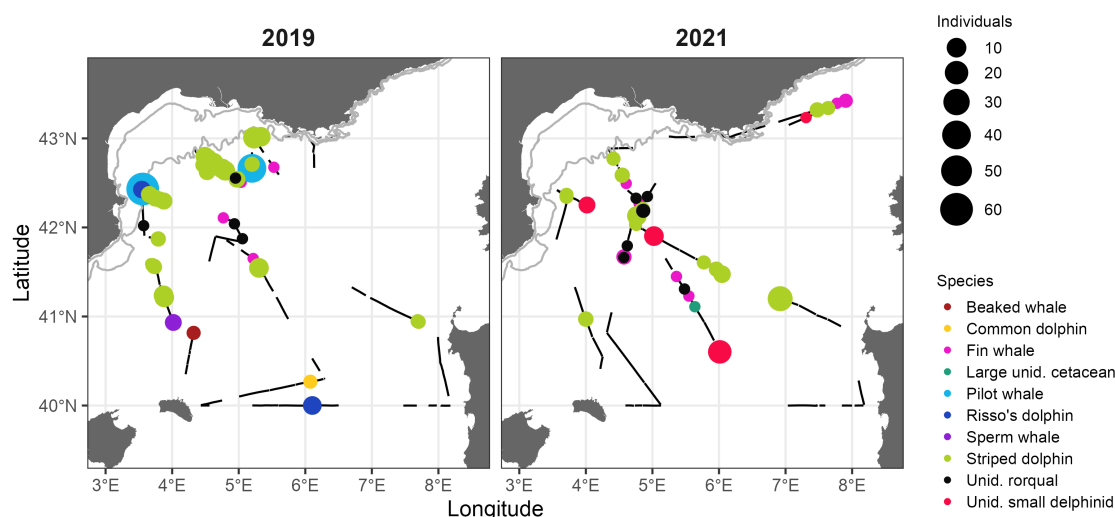 2019
2021
Latitude
43°N
42°N
41°N
40°N
3°E 4°E 5°E 6°E 7°E 8°E
3°E 4°E 5°E 6°E 7°E 8°E
Longitude
Individuals
10
20
30
40
50
60
Species
Beaked whale
Common dolphin
Fin whale
Large unid. cetacean
Pilot whale
Risso's dolphin
Sperm whale
Striped dolphin
Unid. rorqual
Unid. small delphinid